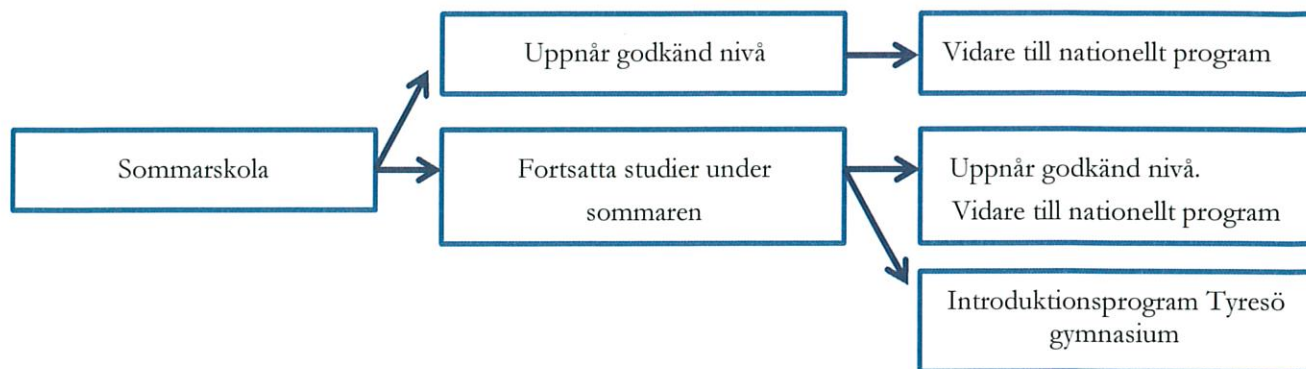 Uppnår godkänd nivå
Vidare till nationellt program
Sommarskola
Fortsatta studier under
sommaren
Uppnår godkänd nivå.
Vidare till nationellt program
Introduktionsprogram Tyresö
gymnasium